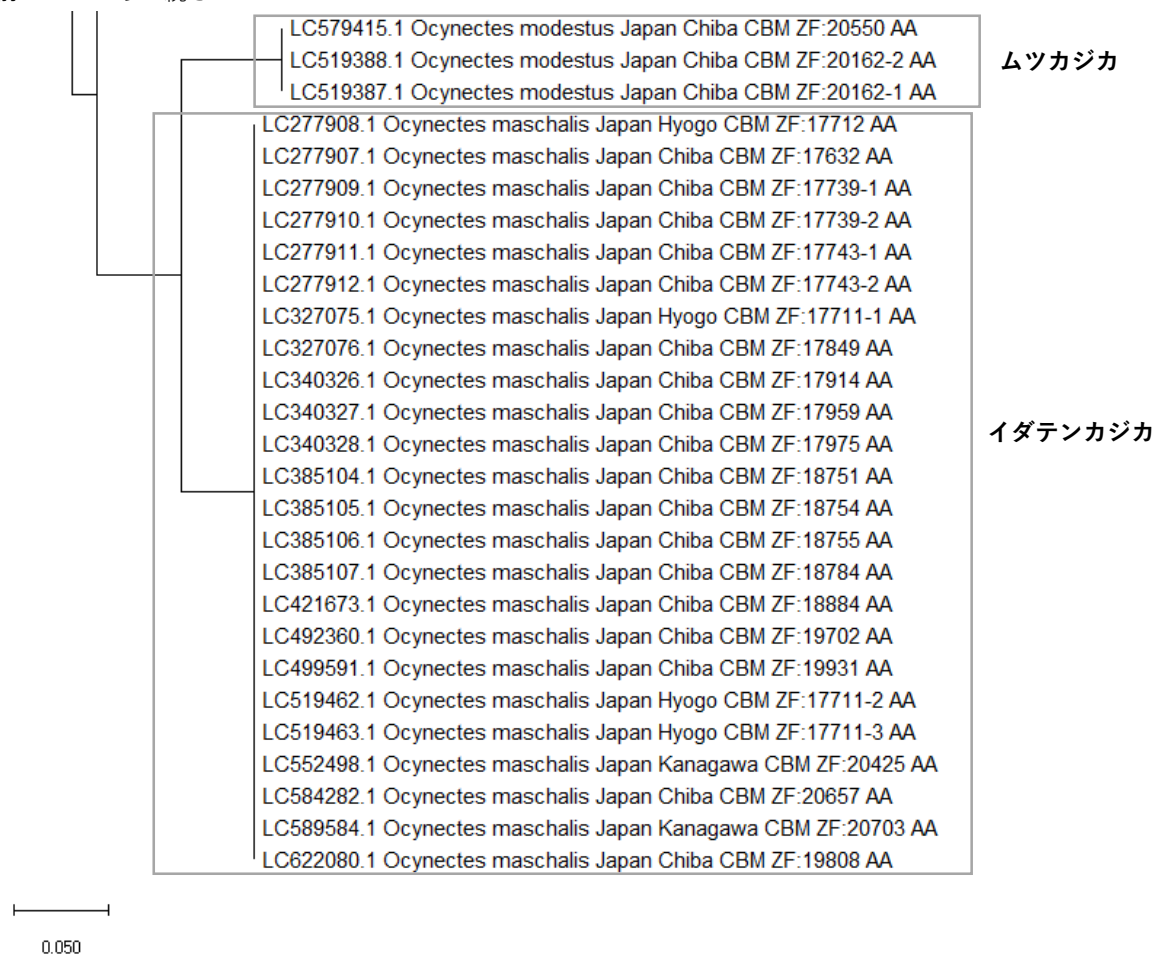 LC579415.1 Ocynectes modestus Japan Chiba CBM ZF:20550 AA
LC519388.1 Ocynectes modestus Japan Chiba CBM ZF:20162-2 AA
ムツカジカ
LC519387.1 Ocynectes modestus Japan Chiba CBM ZF:20162-1 AA
LC277908.1 Ocynectes maschalis Japan Hyogo CBM ZF:17712 AA
LC277907.1 Ocynectes maschalis Japan Chiba CBM ZF:17632 AA
LC277909.1 Ocynectes maschalis Japan Chiba CBM ZF:17739-1 AA
LC277910.1 Ocynectes maschalis Japan Chiba CBM ZF:17739-2 AA
LC277911.1 Ocynectes maschalis Japan Chiba CBM ZF:17743-1 AA
LC277912.1 Ocynectes maschalis Japan Chiba CBM ZF:17743-2 AA
LC327075.1 Ocynectes maschalis Japan Hyogo CBM ZF:17711-1 AA
LC327076.1 Ocynectes maschalis Japan Chiba CBM ZF:17849 AA
LC340326.1 Ocynectes maschalis Japan Chiba CBM ZF:17914 AA
LC340327.1 Ocynectes maschalis Japan Chiba CBM ZF:17959 AA
イダテンカジカ
LC340328.1 Ocynectes maschalis Japan Chiba CBM ZF:17975 AA
LC385104.1 Ocynectes maschalis Japan Chiba CBM ZF:18751 AA
LC385105.1 Ocynectes maschalis Japan Chiba CBM ZF:18754 AA
LC385106.1 Ocynectes maschalis Japan Chiba CBM ZF:18755 AA
LC385107.1 Ocynectes maschalis Japan Chiba CBM ZF:18784 AA
LC421673.1 Ocynectes maschalis Japan Chiba CBM ZF:18884 AA
LC492360.1 Ocynectes maschalis Japan Chiba CBM ZF:19702 AA
LC499591.1 Ocynectes maschalis Japan Chiba CBM ZF:19931 AA
LC519462.1 Ocynectes maschalis Japan Hyogo CBM ZF:17711-2 AA
LC519463.1 Ocynectes maschalis Japan Hyogo CBM ZF:17711-3 AA
LC552498.1 Ocynectes maschalis Japan Kanagawa CBM ZF:20425 AA
LC584282.1 Ocynectes maschalis Japan Chiba CBM ZF:20657 AA
LC589584.1 Ocynectes maschalis Japan Kanagawa CBM ZF:20703 AA
LC622080.1 Ocynectes maschalis Japan Chiba CBM ZF:19808 AA
0.050